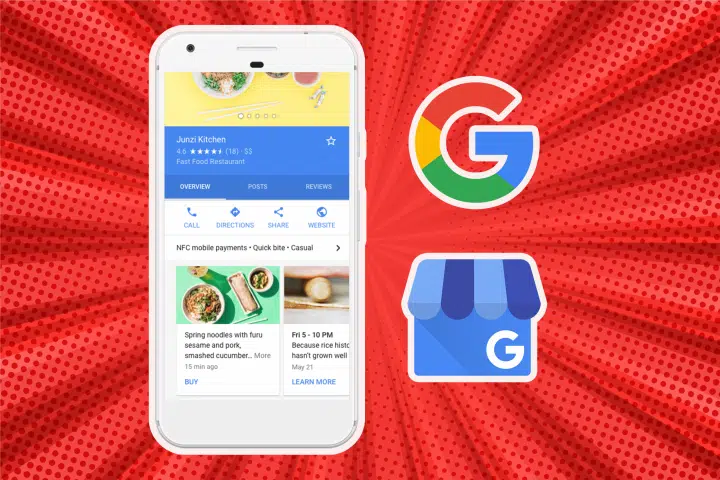 Junzi Kitchen
4.6 ★★★★★ (18) · $$
Fast Food Restaurant
OVERVIEW POSTS REVIEWS
CALL DIRECTIONS SHARE WEBSITE
NFC mobile payments • Quick bite • Casual
Spring noodles with furu
sesame and pork,
smashed cucumber... More
15 min ago
BUY
Fri 5 - 10 PM
Because rice histo
hasn't grown well
May 21
LEARN MORE
G
G